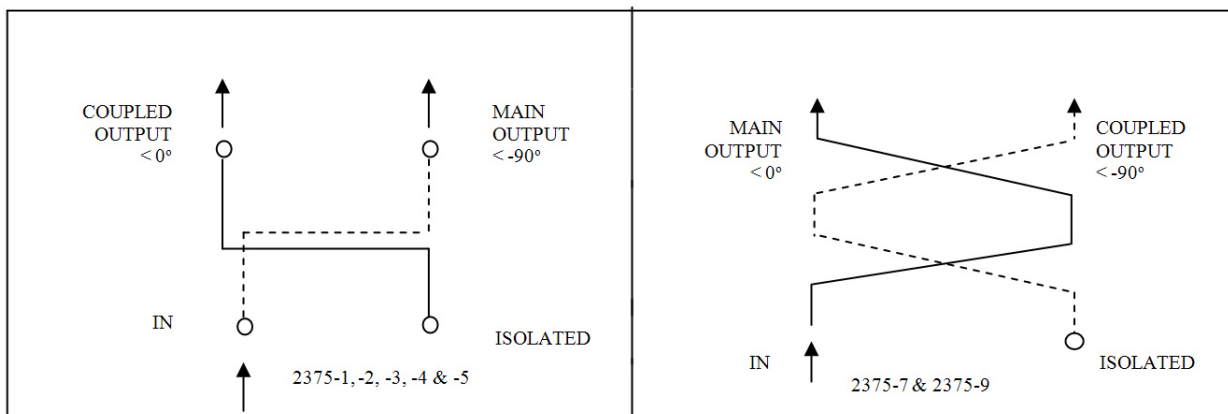 COUPLED
OUTPUT
< 0°
MAIN
OUTPUT
< -90°
IN
ISOLATED
2375-1, -2, -3, -4 & -5
MAIN
OUTPUT
< 0°
COUPLED
OUTPUT
< -90°
IN
ISOLATED
2375-7 & 2375-9